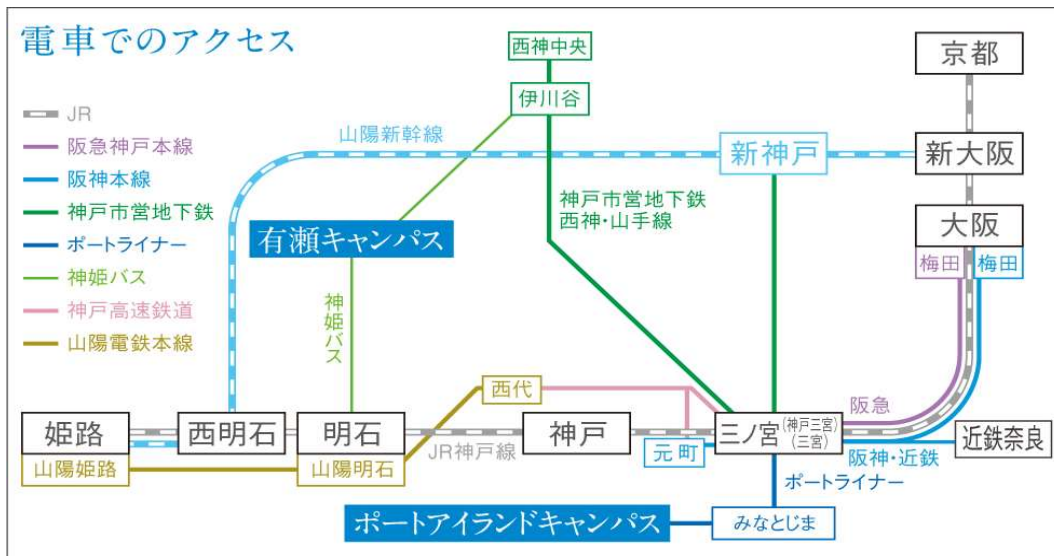 電車でのアクセス
JR
阪急神戸本線
阪神本線
神戸市営地下鉄
ポートライナー
神姫バス
神戸高速鉄道
山陽電鉄本線
西神中央
伊川谷
山陽新幹線
新神戸
京都
新大阪
大阪
梅田
梅田
神戸市営地下鉄
西神・山手線
有瀬キャンパス
神姫バス
西代
阪急
姫路
西明石
明石
神戸
三ノ宮
(神戸三宮)
(三宮)
近鉄奈良
山陽姫路
山陽明石
JR神戸線
元町
阪神・近鉄
ポートライナー
ポートアイランドキャンパス
みなとじま